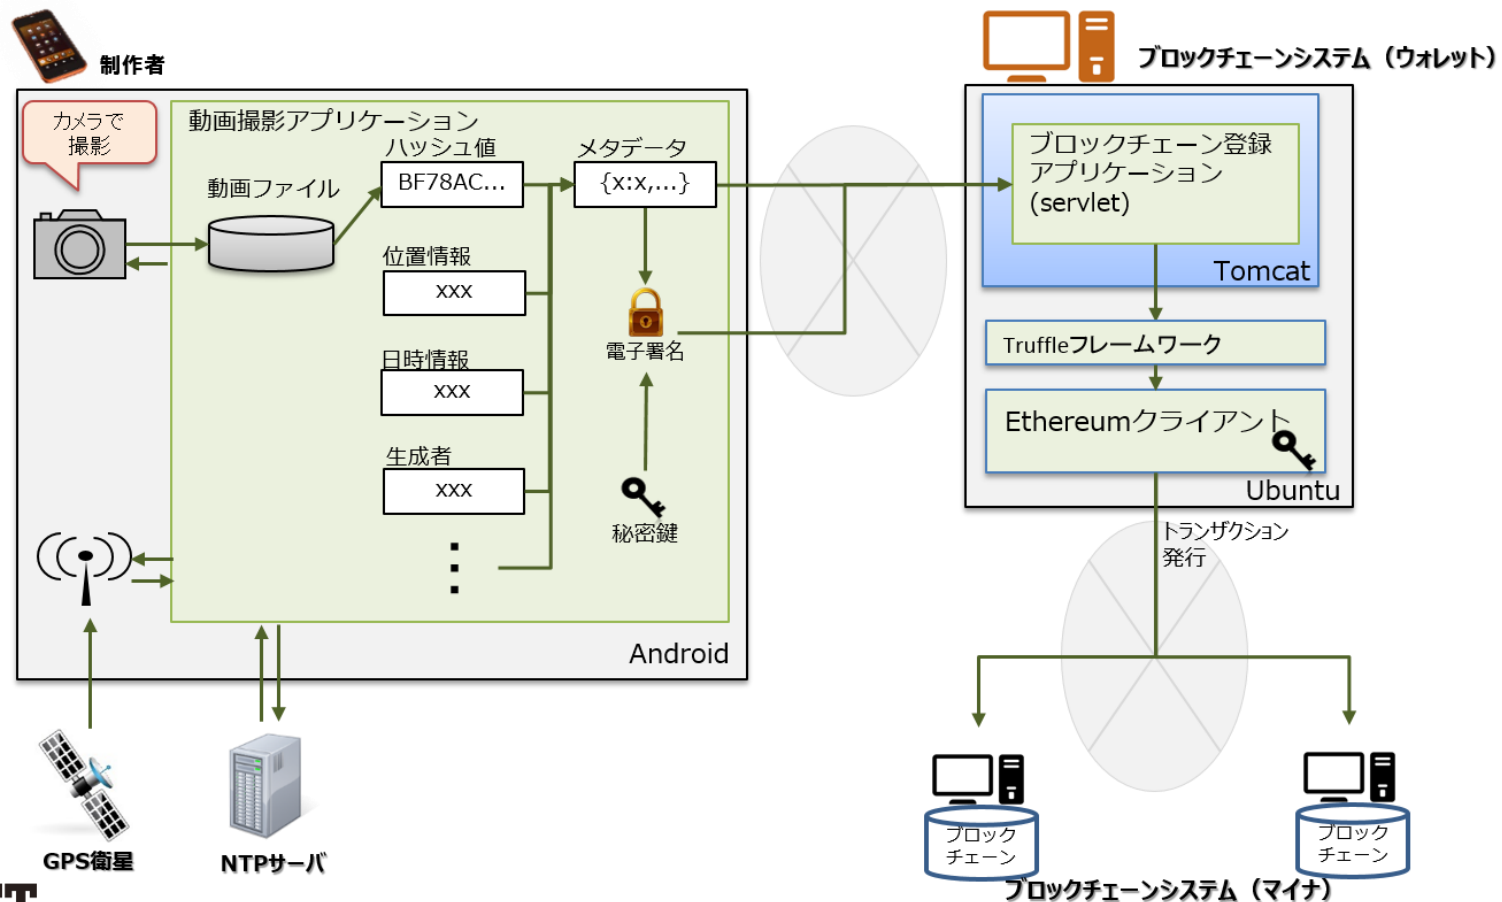 制作者
ブロックチェーンシステム（ウォレット）
カメラで
撮影
動画撮影アプリケーション
ハッシュ値
メタデータ
BF78AC...
{x:x,...}
動画ファイル
位置情報
xxx
日時情報
xxx
生成者
xxx
電子署名
秘密鍵
Android
ブロックチェーン登録
アプリケーション
(servlet)
Tomcat
Truffleフレームワーク
Ethereumクライアント
Ubuntu
トランザクション
発行
GPS衛星
NTPサーバ
ブロック
チェーン
ブロック
チェーン
ブロックチェーンシステム（マイナ）